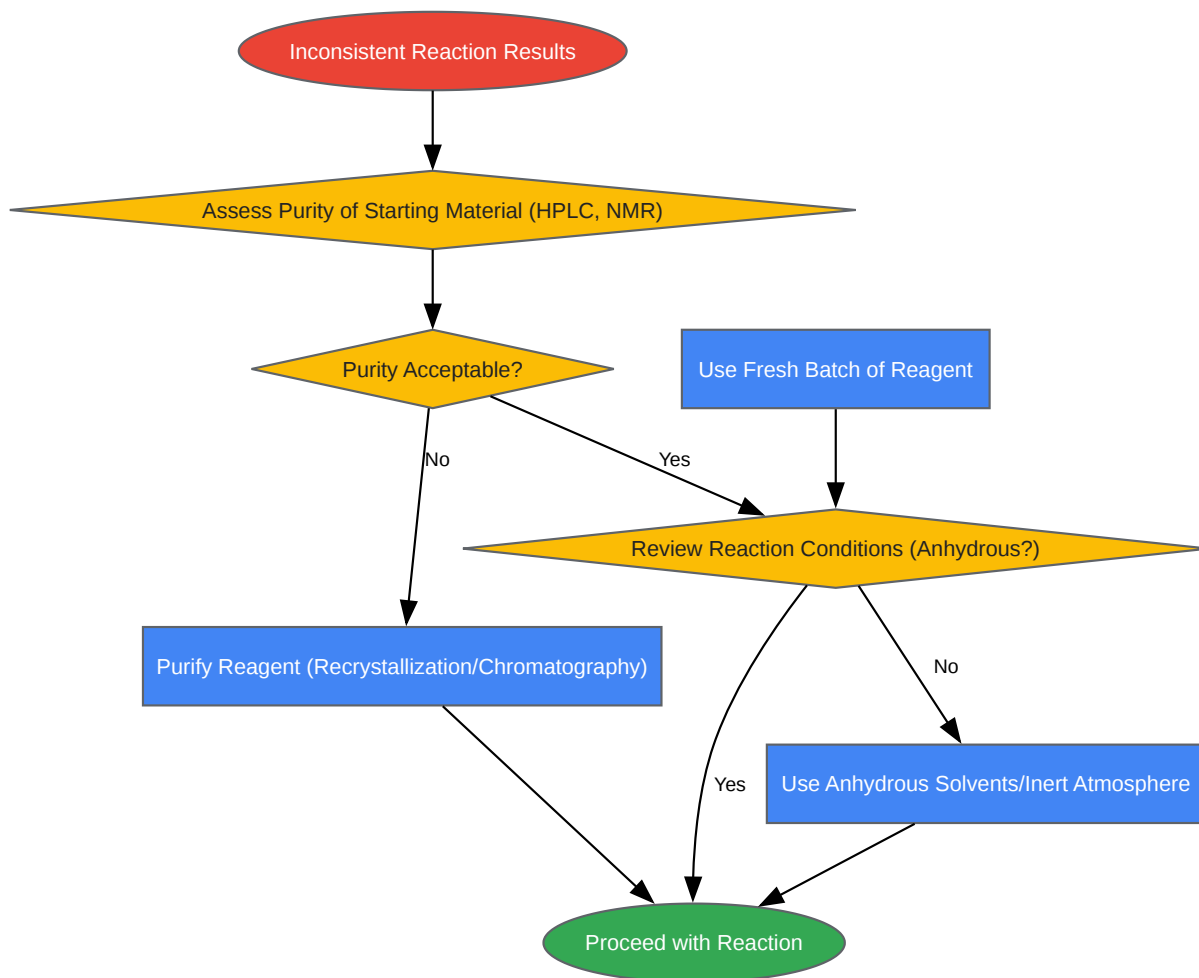 Inconsistent Reaction Results
Assess Purity of Starting Material (HPLC, NMR)
Purity Acceptable?
Use Fresh Batch of Reagent
No
Yes
Review Reaction Conditions (Anhydrous?)
Purify Reagent (Recrystallization/Chromatography)
No
Yes
Use Anhydrous Solvents/Inert Atmosphere
Proceed with Reaction